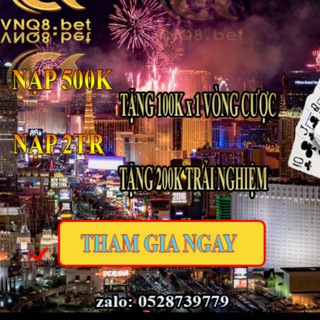 VNQ8.bet
NẠP 500K
TẶNG 100K x 1 VÒNG CƯỢC
NẠP 2TR
TẶNG 200K TRẢI NGHIỆM
THAM GIA NGAY
zalo: 0528739779